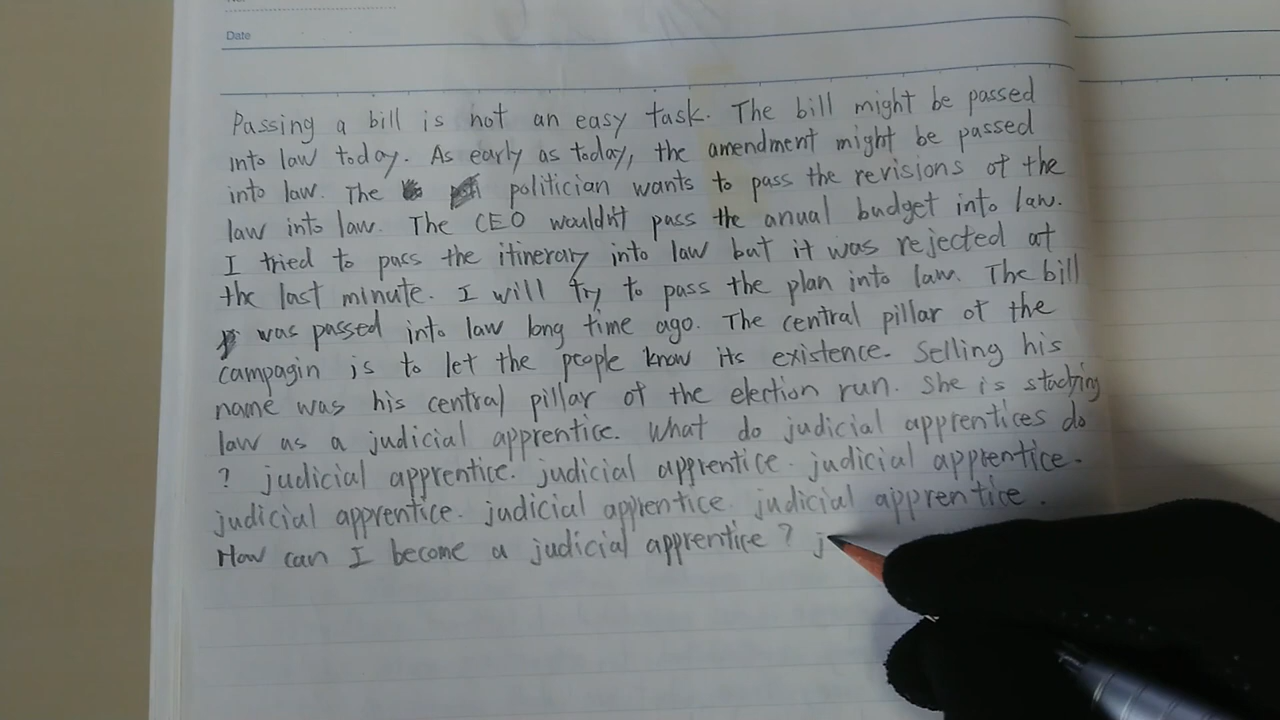 Date
Passing a bill is not an easy task. The bill might be passed
into law today. As early as today, the amendment might be passed
into law. The politician wants to pass the revisions of the
law into law. The CEO wouldn't pass the anual budget into law.
I tried to pass the itinerary into law but it was rejected at
the last minute. I will try to pass the plan into law. The bill
was passed into law long time ago. The central pillar of the
campagin is to let the people know its existence. Selling his
name was his central pillar of the election run. She is studying
law as a judicial apprentice. What do judicial apprentices do
? judicial apprentice. judicial apprentice. judicial apprentice.
judicial apprentice. judicial apprentice. judicial apprentice.
How can I become a judicial apprentice? j